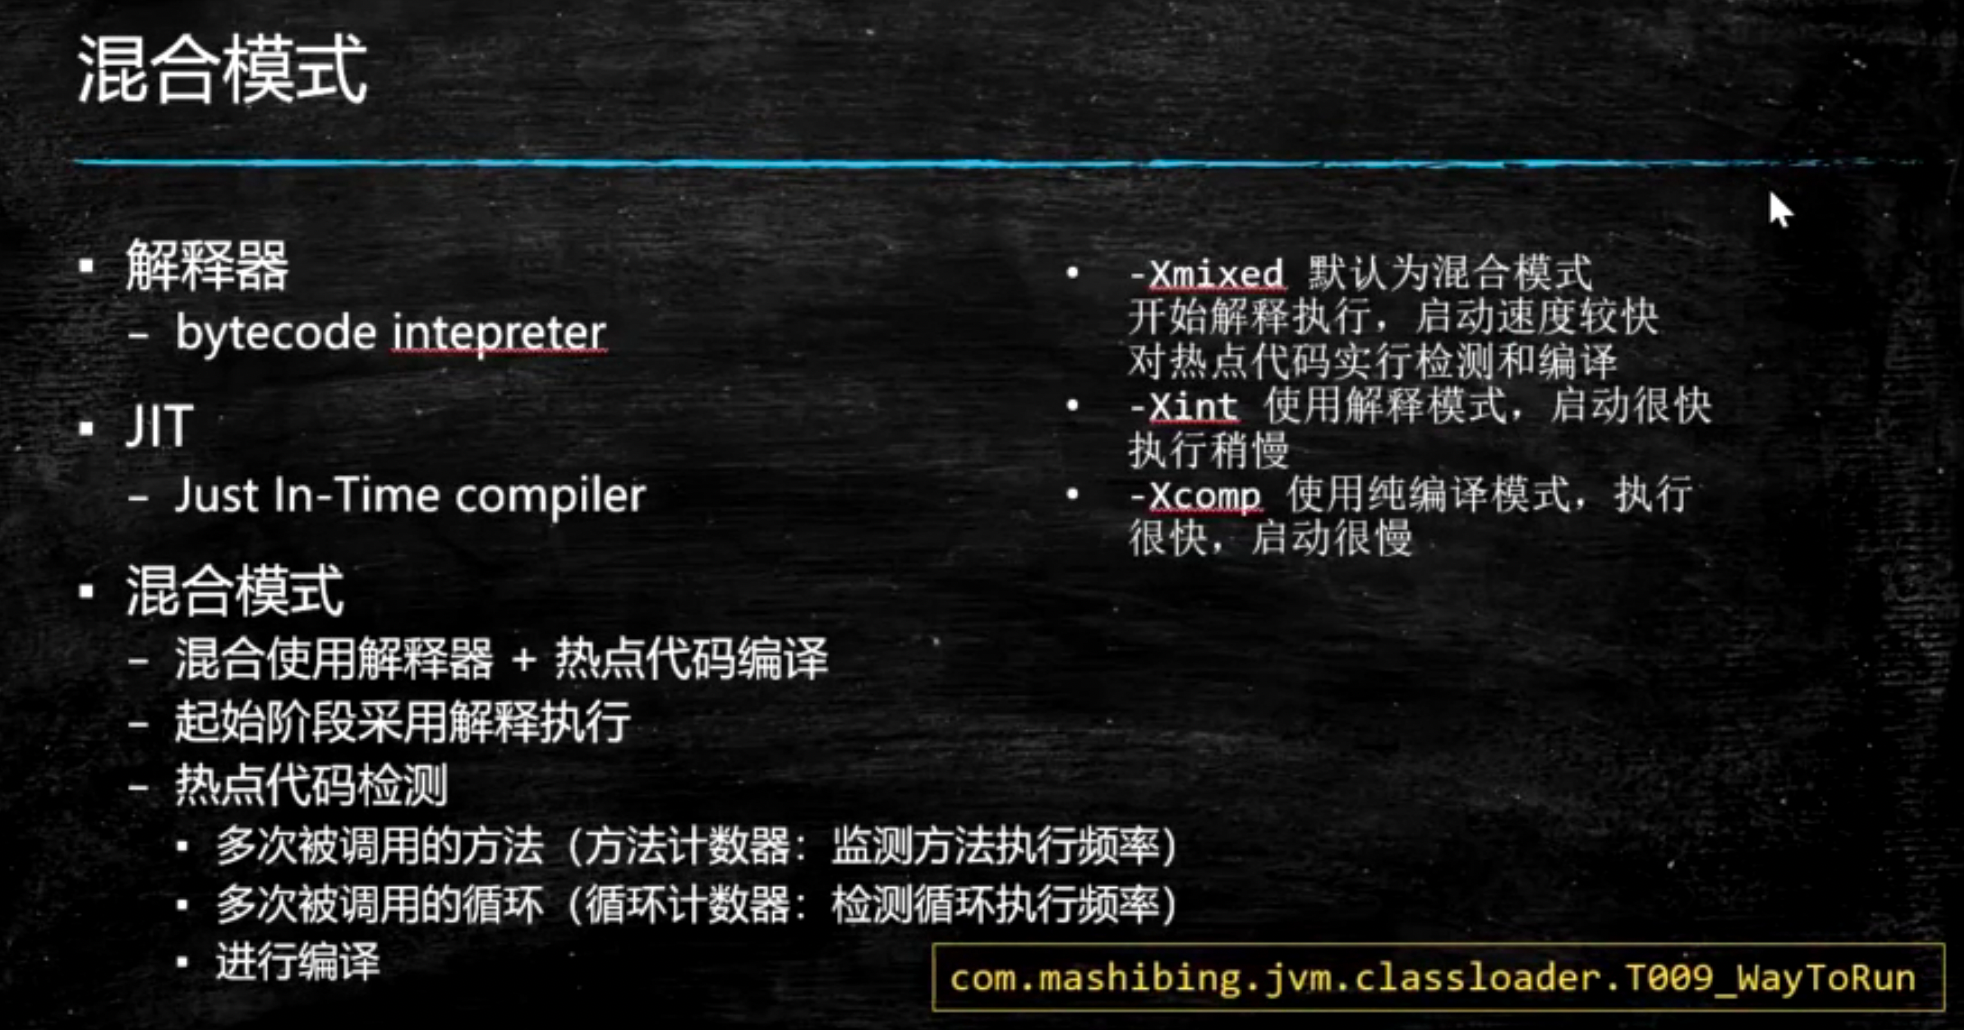 混合模式
解释器
– bytecode intepreter
JIT
– Just In-Time compiler
混合模式
– 混合使用解释器 + 热点代码编译
– 起始阶段采用解释执行
– 热点代码检测
多次被调用的方法（方法计数器：监测方法执行频率）
多次被调用的循环（循环计数器：检测循环执行频率）
进行编译
-Xmixed 默认为混合模式
开始解释执行，启动速度较快
对热点代码实行检测和编译
-Xint 使用解释模式，启动很快
执行稍慢
-Xcomp 使用纯编译模式，执行
很快，启动很慢
com.mashibing.jvm.classloader.T009_WayToRun